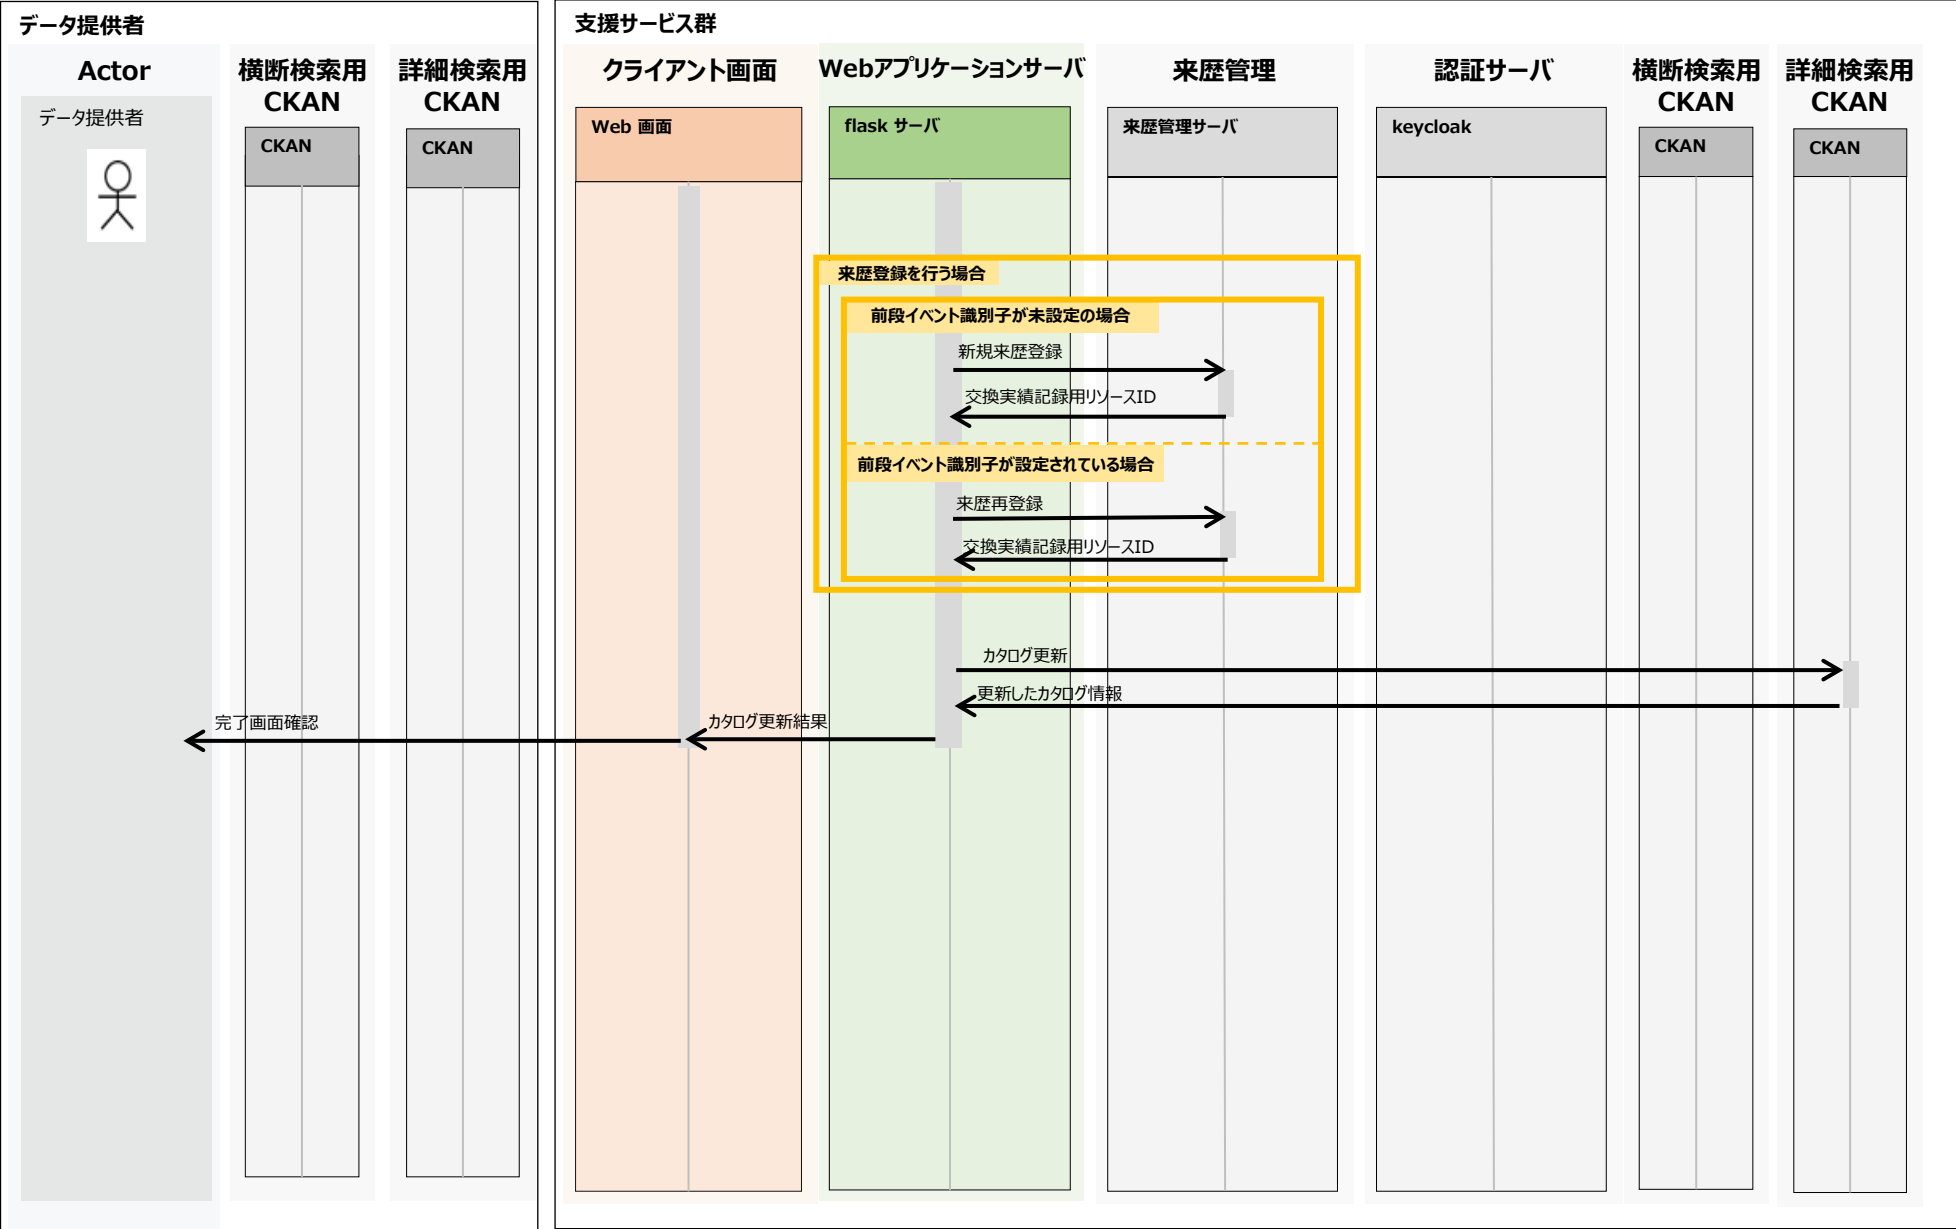 データ提供者
支援サービス群
Actor
横断検索用
CKAN
詳細検索用
CKAN
クライアント画面
Webアプリケーションサーバ
来歴管理
認証サーバ
横断検索用
CKAN
詳細検索用
CKAN
データ提供者
CKAN
CKAN
Web 画面
flask サーバ
来歴管理サーバ
keycloak
CKAN
CKAN
来歴登録を行う場合
前段イベント識別子が未設定の場合
新規来歴登録
交換実績記録用リソースID
前段イベント識別子が設定されている場合
来歴再登録
交換実績記録用リソースID
カタログ更新
更新したカタログ情報
カタログ更新結果
完了画面確認